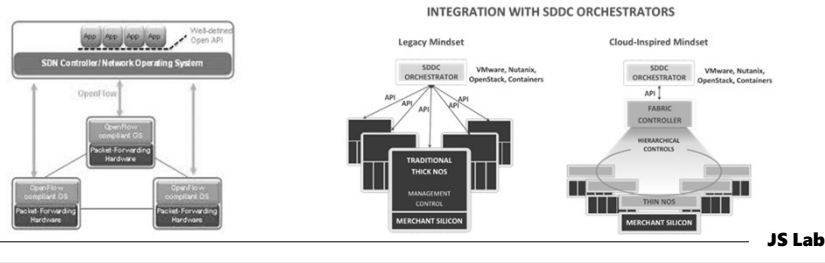 INTEGRATION WITH SDDC ORCHESTRATORS
App App App App
Well-defined
Open API
SDN Controller/Network Operating System
OpenFlow
OpenFlow
compliant OS
Packet-Forwarding
Hardware
OpenFlow
compliant OS
Packet-Forwarding
Hardware
OpenFlow
compliant OS
Packet-Forwarding
Hardware
Legacy Mindset
SDDC
ORCHESTRATOR
VMware, Nutanix,
OpenStack, Containers
API
API
API
API
API
TRADITIONAL
THICK NOS
MANAGEMENT
CONTROL
MERCHANT SILICON
Cloud-Inspired Mindset
SDDC
ORCHESTRATOR
VMware, Nutanix,
OpenStack, Containers
API
FABRIC
CONTROLLER
HIERARCHICAL
CONTROLS
THIN NOS
MERCHANT SILICON
JS Lab